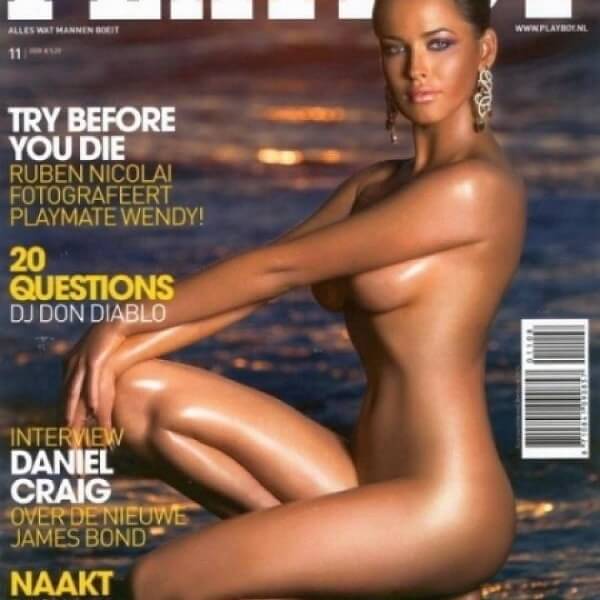 PLAYBOY
ALLES WAT MANNEN BOEIT
WWW.PLAYBOY.NL
11
TRY BEFORE
YOU DIE
RUBEN NICOLAI
FOTOGRAFEERT
PLAYMATE WENDY!
20
QUESTIONS
DJ DON DIABLO
INTERVIEW
DANIEL
CRAIG
OVER DE NIEUWE
JAMES BOND
NAAKT